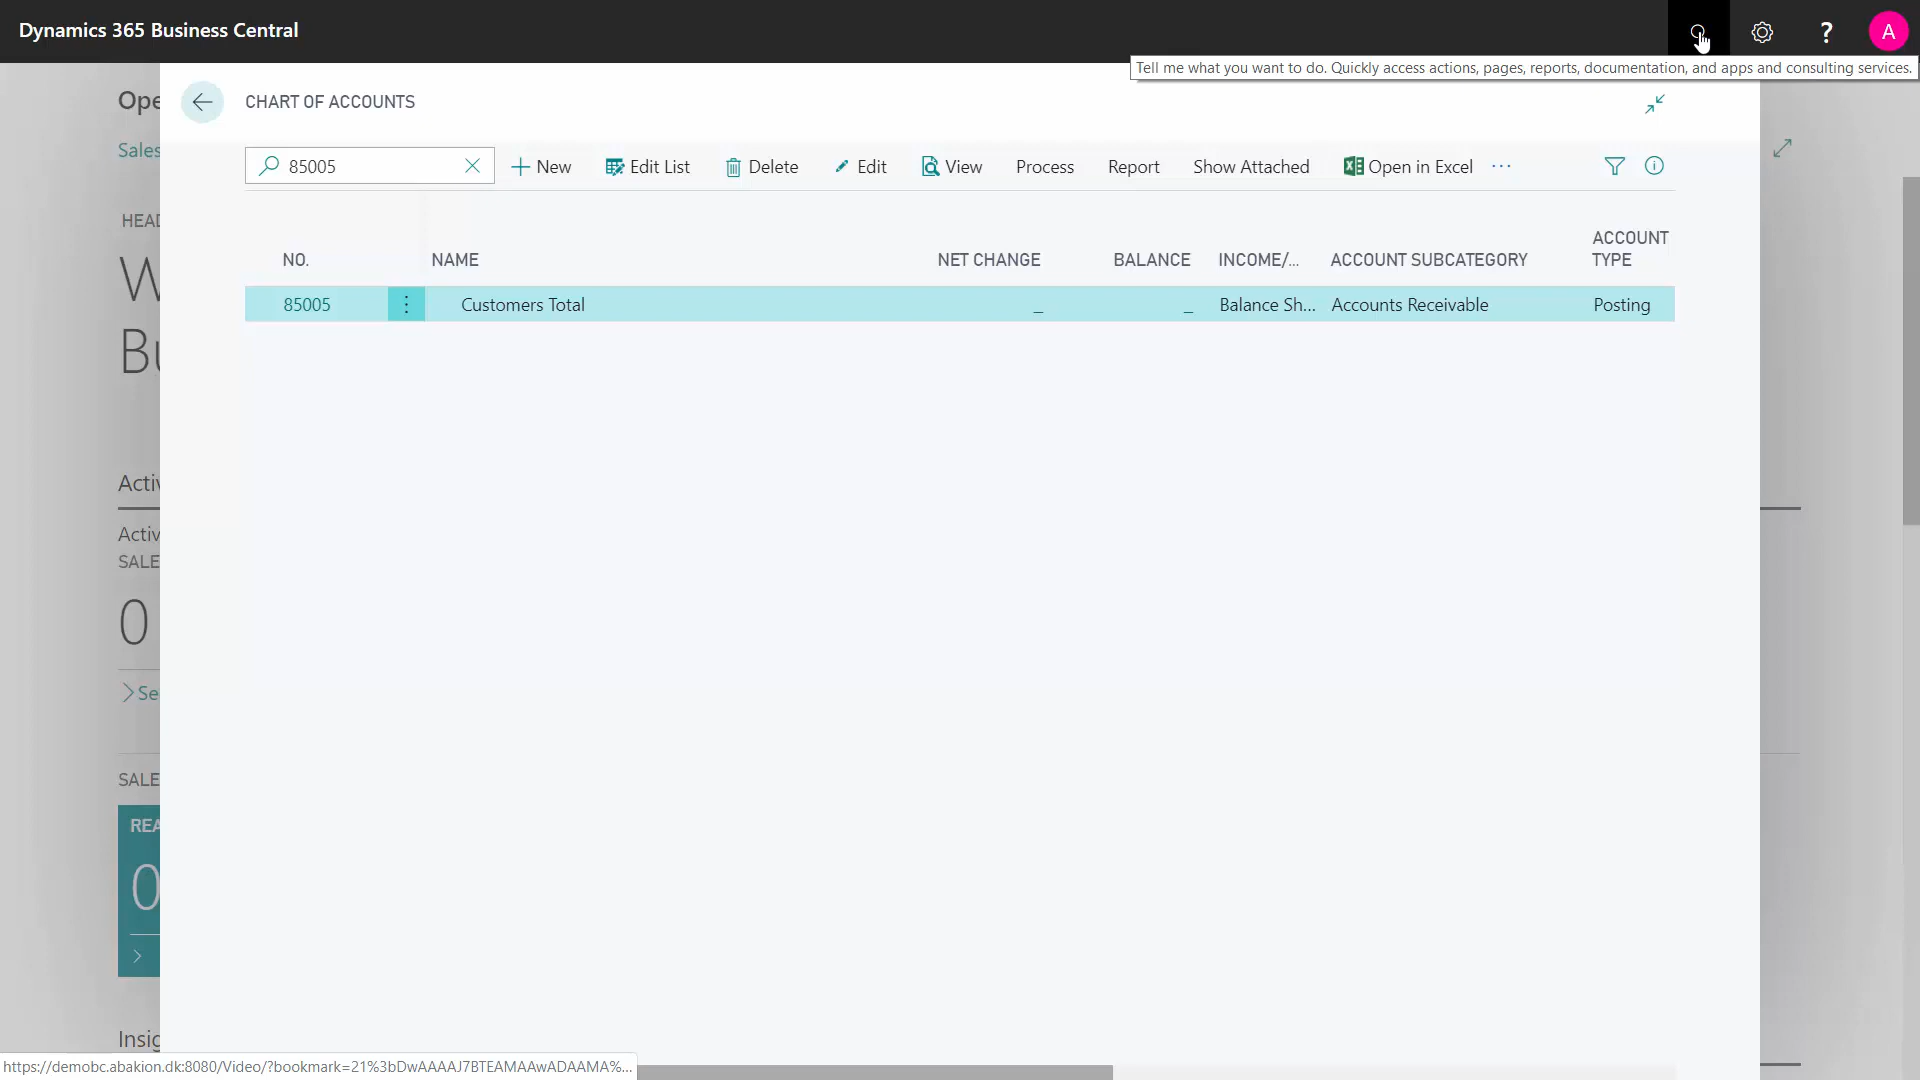 Dynamics 365 Business Central
A
Tell me what you want to do. Quickly access actions, pages, reports, documentation, and apps and consulting services.
Ope
CHART OF ACCOUNTS
Sales
85005
New
Edit List
Delete
Edit
View
Process
Report
Show Attached
Open in Excel
HEAD
W
Bu
NO.
NAME
NET CHANGE
BALANCE
INCOME/...
ACCOUNT SUBCATEGORY
ACCOUNT
TYPE
85005
Customers Total
_
_
Balance Sh...
Accounts Receivable
Posting
Activ
Activ
SALE
0
Se
SALE
REA
0
Insig
https://demobc.abakion.dk:8080/Video/?bookmark=21%3bDwAAAAJ7BTEAMAAwADAAMA%...